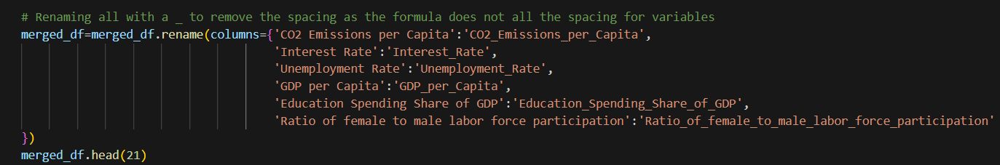 # Renaming all with a _ to remove the spacing as the formula does not all the spacing for variables
merged_df=merged_df.rename(columns={'CO2 Emissions per Capita':'CO2_Emissions_per_Capita',
'Interest Rate':'Interest_Rate',
'Unemployment Rate':'Unemployment_Rate',
'GDP per Capita':'GDP_per_Capita',
'Education Spending Share of GDP':'Education_Spending_Share_of_GDP',
'Ratio of female to male labor force participation':'Ratio_of_female_to_male_labor_force_participation'
})
merged_df.head(21)